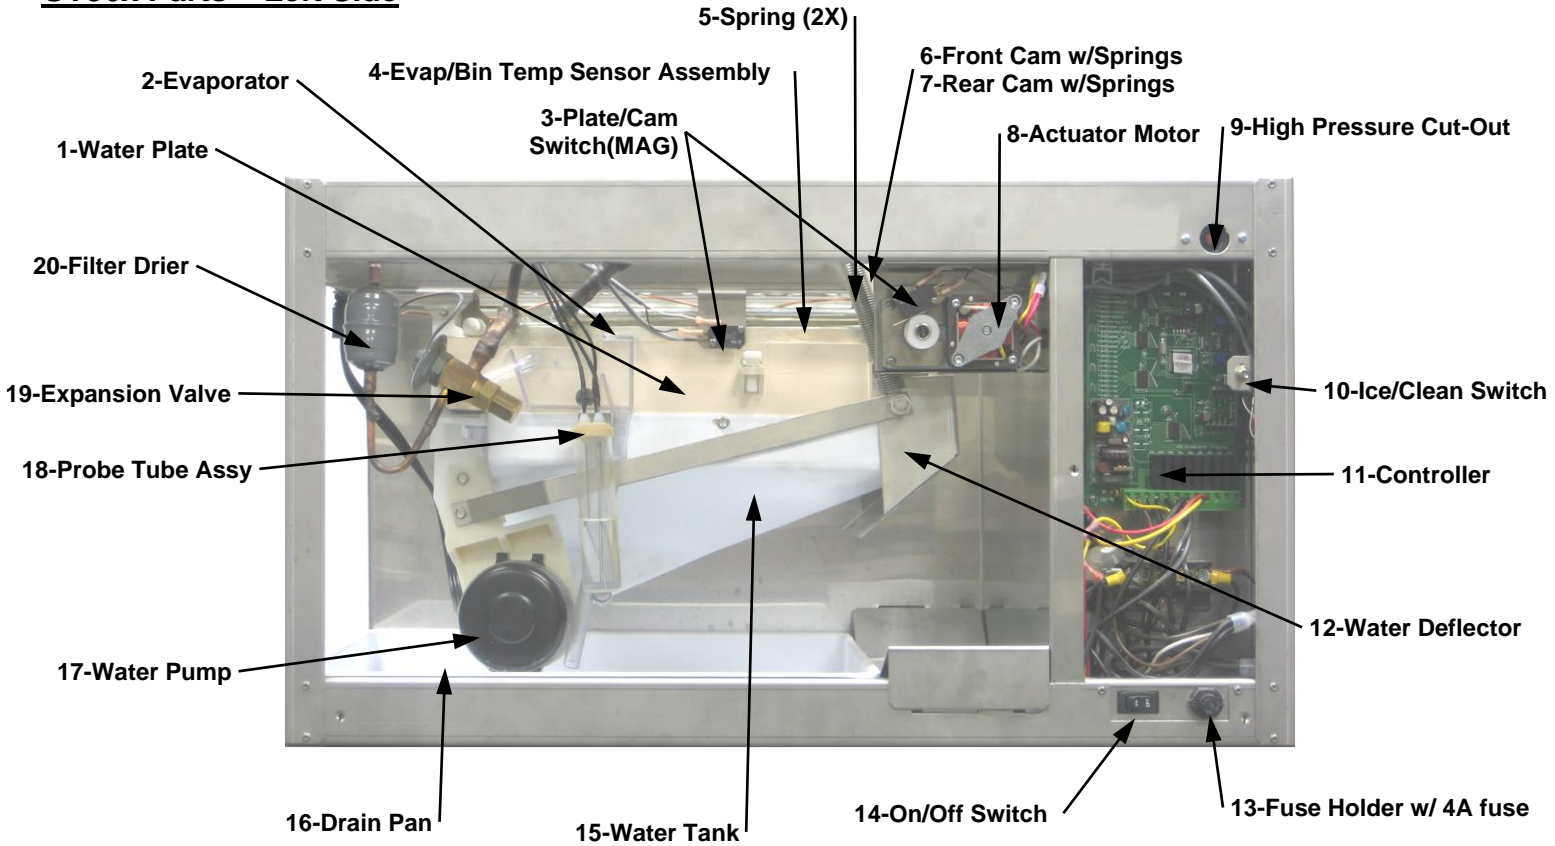 5-Spring (2X)
6-Front Cam w/Springs
7-Rear Cam w/Springs
4-Evap/Bin Temp Sensor Assembly
2-Evaporator
3-Plate/Cam
Switch(MAG)
8-Actuator Motor
9-High Pressure Cut-Out
1-Water Plate
20-Filter Drier
19-Expansion Valve
10-Ice/Clean Switch
18-Probe Tube Assy
11-Controller
12-Water Deflector
17-Water Pump
OFF
16-Drain Pan
15-Water Tank
14-On/Off Switch
13-Fuse Holder w/ 4A fuse